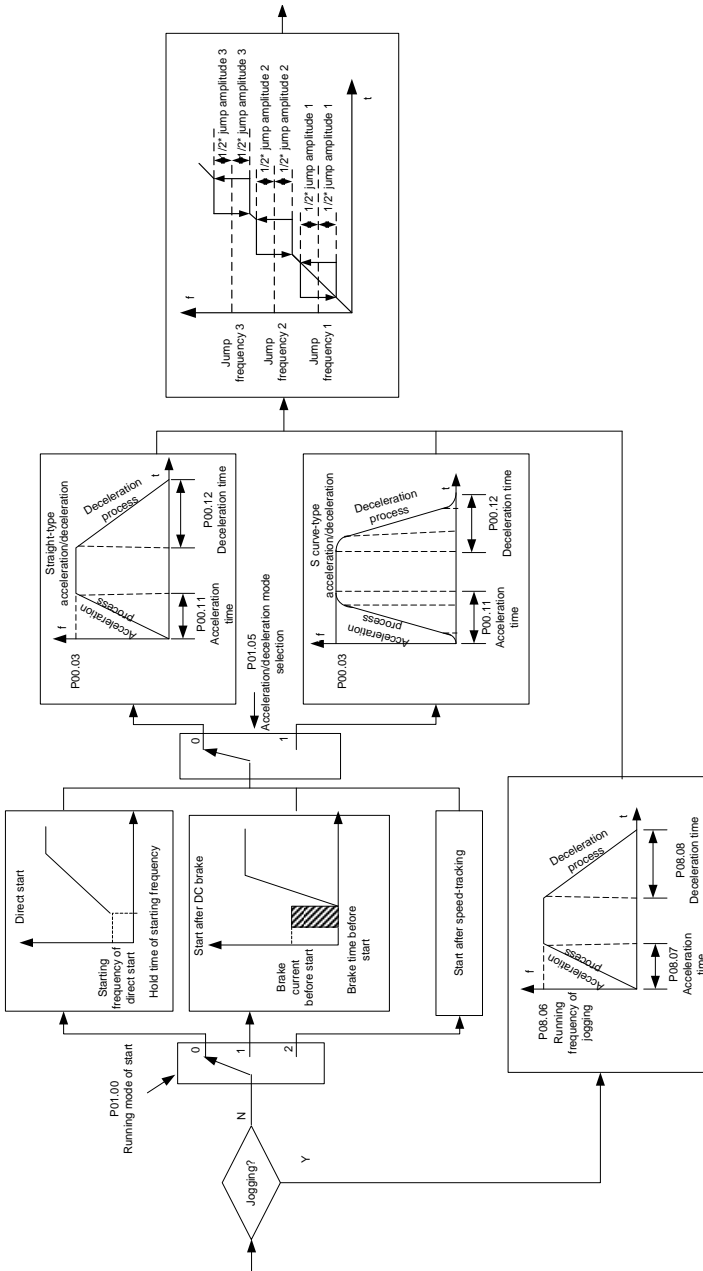 Jogging?
N
Y
P01.00
Running mode of start
0
1
2
Direct start
Starting
frequency of
direct start
Hold time of starting frequency
Start after DC brake
Brake
current
before start
Brake time before
start
Start after speed-tracking
P01.05
Acceleration/deceleration mode
selection
0
1
Straight-type
acceleration/deceleration
f
P00.03
Acceleration
process
Deceleration
process
t
P00.11
Acceleration
time
P00.12
Deceleration time
S curve-type
acceleration/deceleration
f
P00.03
Acceleration
process
Deceleration
process
t
P00.11
Acceleration
time
P00.12
Deceleration time
f
P08.06
Running
frequency of
jogging
Acceleration
process
Deceleration
process
t
P08.07
Acceleration
time
P08.08
Deceleration time
f
Jump
frequency 3
Jump
frequency 2
Jump
frequency 1
1/2* jump amplitude 3
1/2* jump amplitude 3
1/2* jump amplitude 2
1/2* jump amplitude 2
1/2* jump amplitude 1
1/2* jump amplitude 1
t